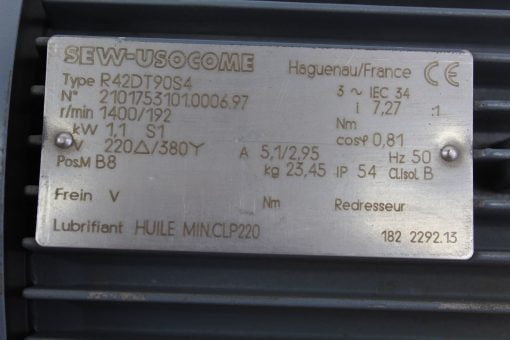 SEW-USOCOME Haguenau/France CE
Type R42DT90S4 3 ~ IEC 34
N° 2101753101.0006.97 i 7,27 :1
r/min 1400/192 Nm
kW 1,1 S1 cosφ 0,81
V 220△/380Y A 5,1/2,95 Hz 50
Pos.M B8 kg 23,45 IP 54 Cl.Isol. B
Frein V Nm Redresseur
Lubrifiant HUILE MIN.CLP220 182 2292.13